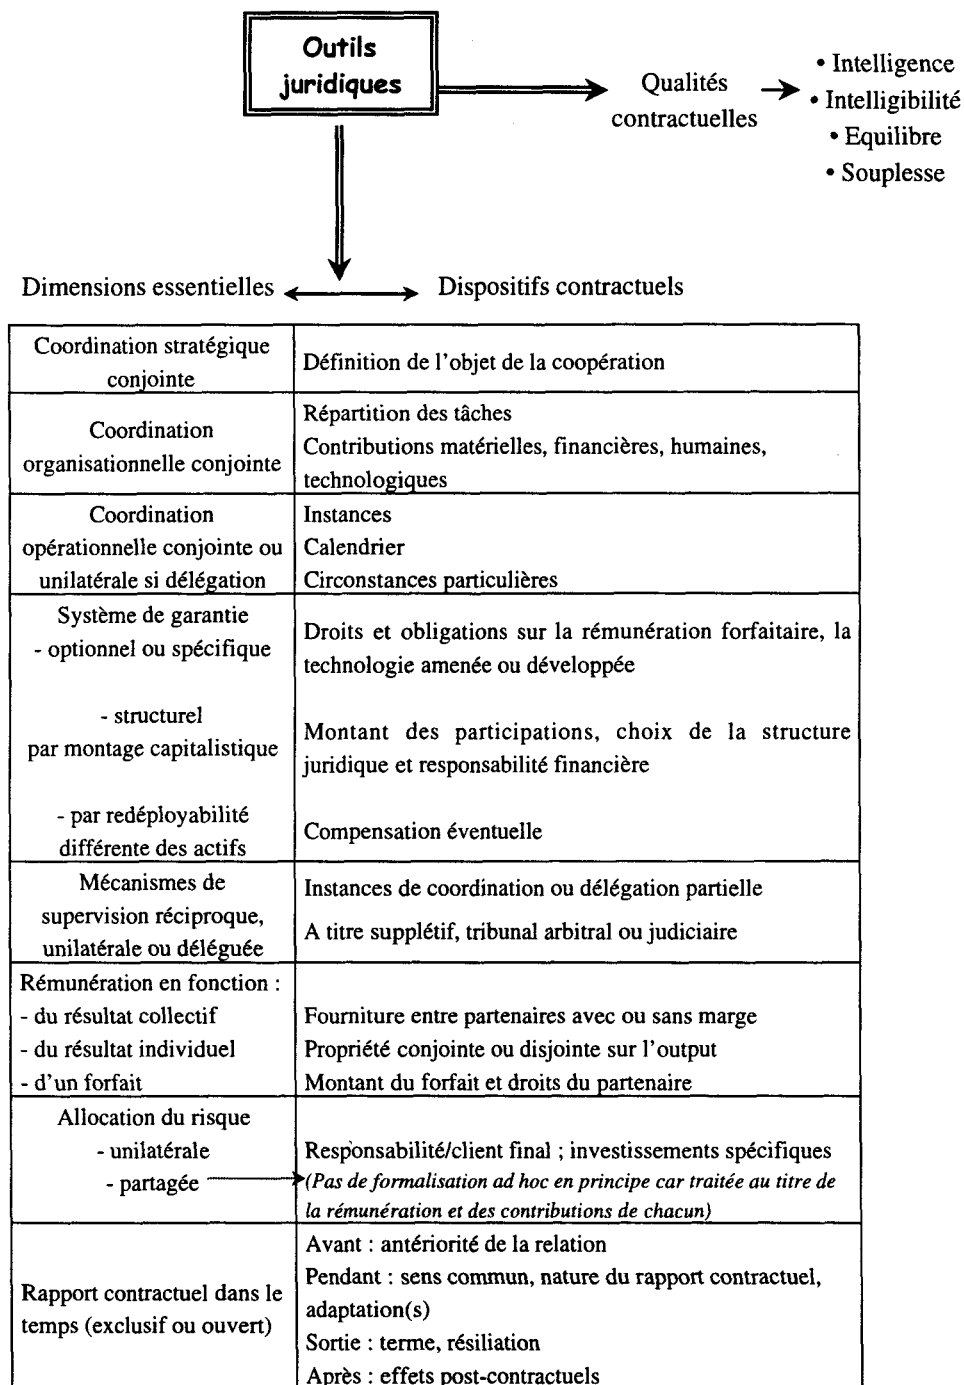 Outils
juridiques
Qualités
contractuelles
• Intelligence
• Intelligibilité
• Equilibre
• Souplesse
Dimensions essentielles
Dispositifs contractuels
Coordination stratégique
conjointe
Définition de l'objet de la coopération
Coordination
organisationnelle conjointe
Répartition des tâches
Contributions matérielles, financières, humaines,
technologiques
Coordination
opérationnelle conjointe ou
unilatérale si délégation
Instances
Calendrier
Circonstances particulières
Système de garantie
- optionnel ou spécifique
Droits et obligations sur la rémunération forfaitaire, la
technologie amenée ou développée
- structurel
par montage capitalistique
Montant des participations, choix de la structure
juridique et responsabilité financière
- par redéployabilité
différente des actifs
Compensation éventuelle
Mécanismes de
supervision réciproque,
unilatérale ou déléguée
Instances de coordination ou délégation partielle
A titre supplétif, tribunal arbitral ou judiciaire
Rémunération en fonction :
- du résultat collectif
- du résultat individuel
- d'un forfait
Fourniture entre partenaires avec ou sans marge
Propriété conjointe ou disjointe sur l'output
Montant du forfait et droits du partenaire
Allocation du risque
- unilatérale
- partagée
Responsabilité/client final ; investissements spécifiques
(Pas de formalisation ad hoc en principe car traitée au titre de
la rémunération et des contributions de chacun)
Rapport contractuel dans le
temps (exclusif ou ouvert)
Avant : antériorité de la relation
Pendant : sens commun, nature du rapport contractuel,
adaptation(s)
Sortie : terme, résiliation
Après : effets post-contractuels